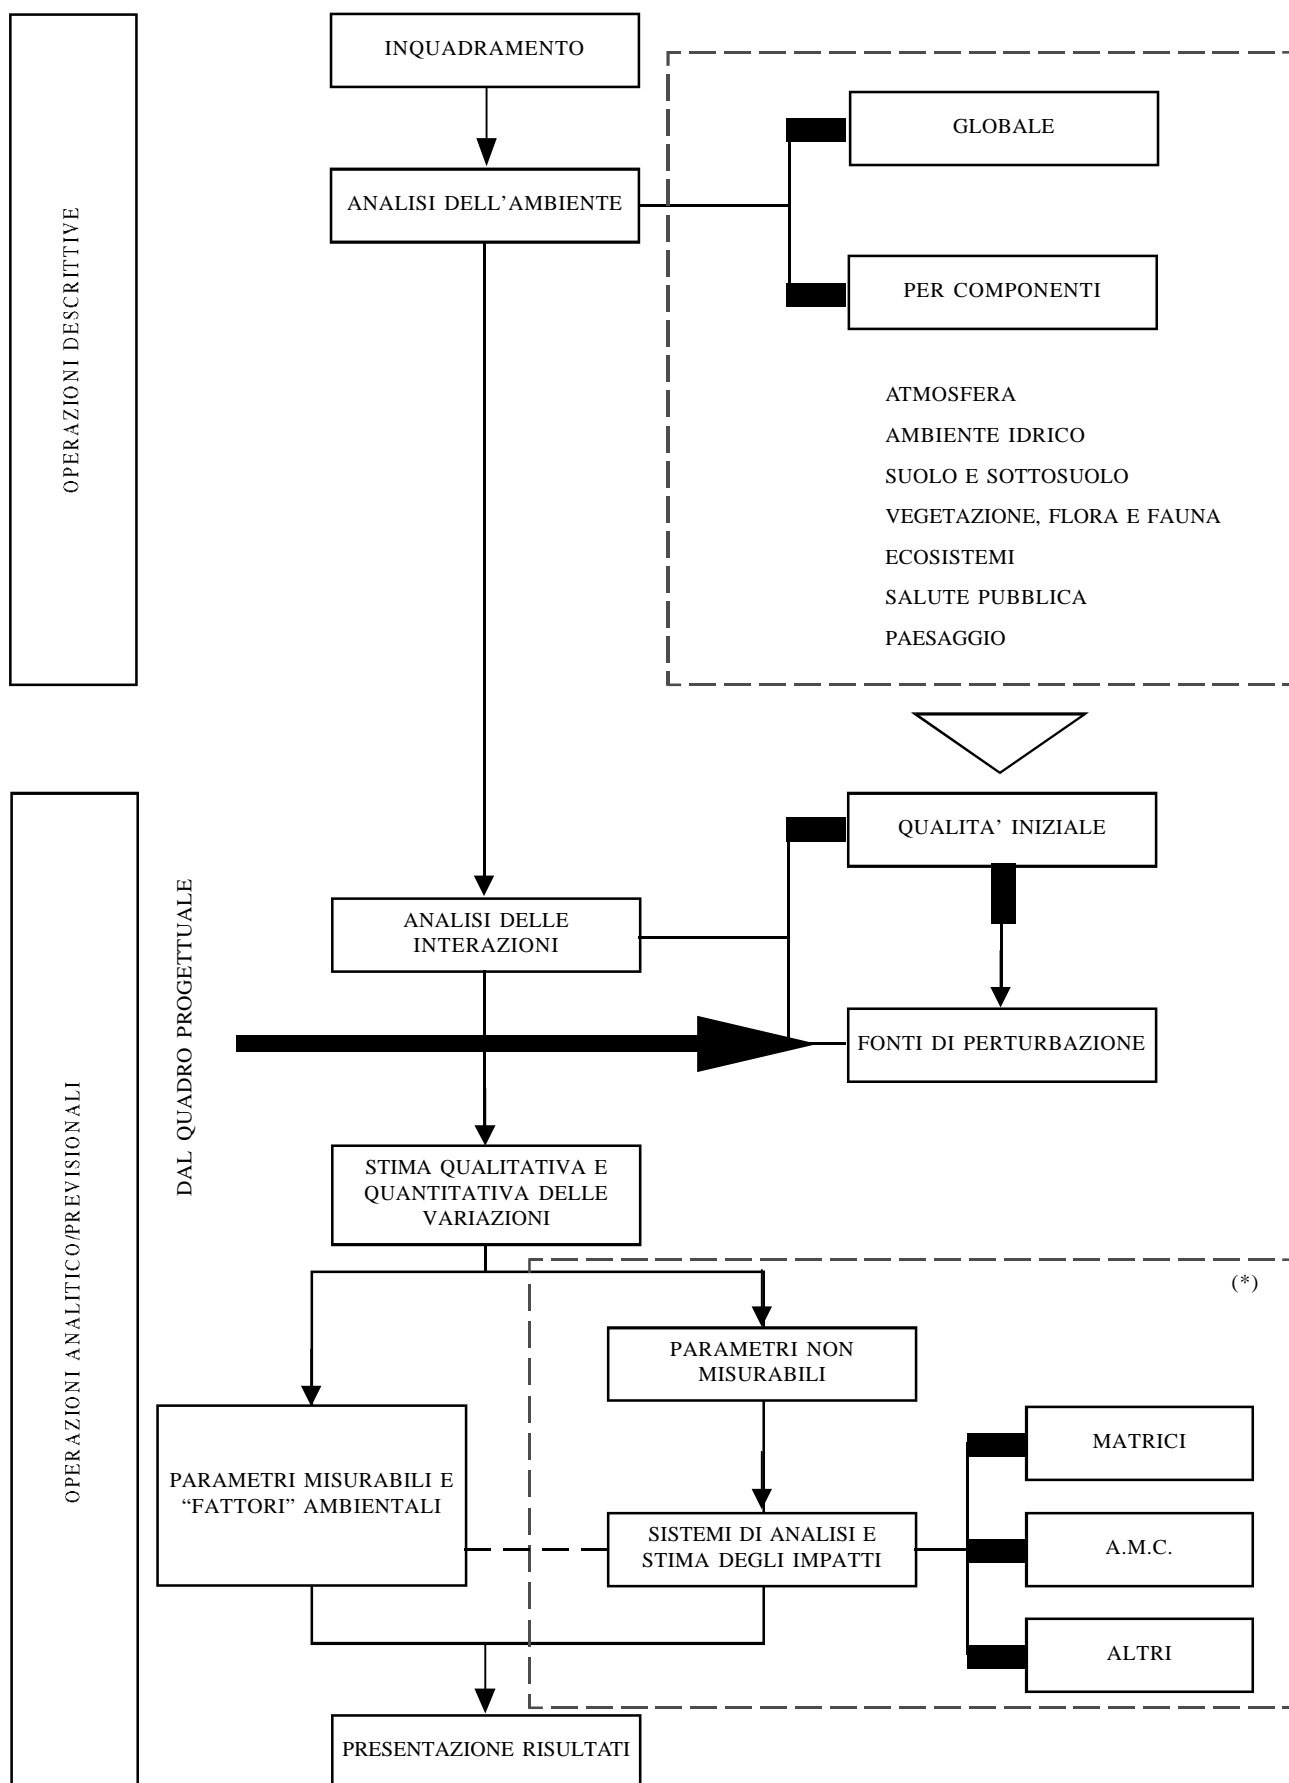 INQUADRAMENTO
GLOBALE
ANALISI DELL'AMBIENTE
PER COMPONENTI
OPERAZIONI DESCRITTIVE
ATMOSFERA
AMBIENTE IDRICO
SUOLO E SOTTOSUOLO
VEGETAZIONE, FLORA E FAUNA
ECOSISTEMI
SALUTE PUBBLICA
PAESAGGIO
QUALITA' INIZIALE
ANALISI DELLE
INTERAZIONI
DAL QUADRO PROGETTUALE
FONTI DI PERTURBAZIONE
OPERAZIONI ANALITICO/PREVISIONALI
STIMA QUALITATIVA E
QUANTITATIVA DELLE
VARIAZIONI
(*)
PARAMETRI NON
MISURABILI
PARAMETRI MISURABILI E
“FATTORI” AMBIENTALI
SISTEMI DI ANALISI E
STIMA DEGLI IMPATTI
MATRICI
A.M.C.
ALTRI
PRESENTAZIONE RISULTATI